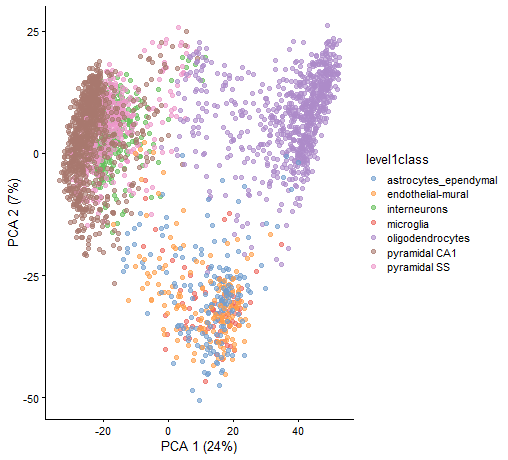 25
0
-25
-50
PCA 2 (7%)
-20
0
20
40
PCA 1 (24%)
level1class
astrocytes_ependymal
endothelial-mural
interneurons
microglia
oligodendrocytes
pyramidal CA1
pyramidal SS